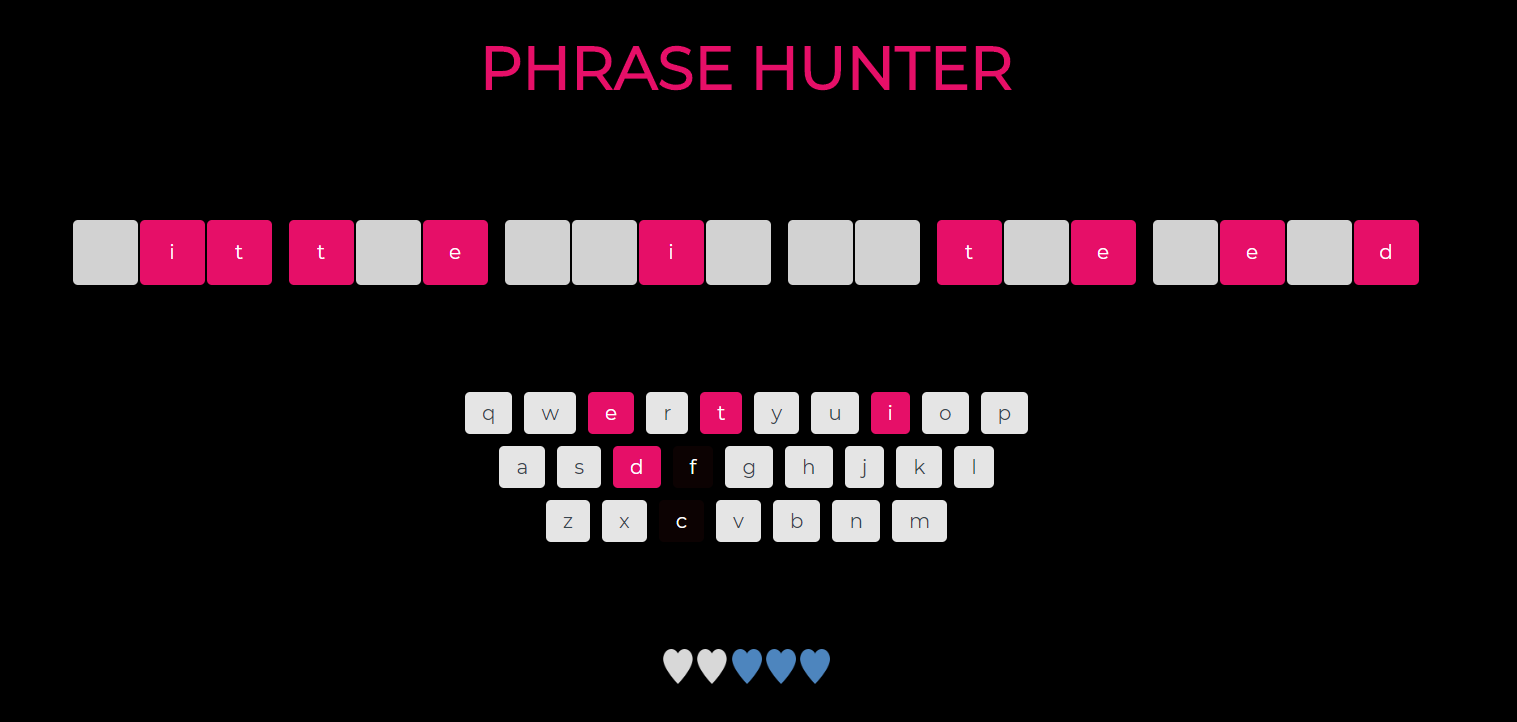 PHRASE HUNTER
i t t e i t e e d
q w e r t y u i o p
a s d f g h j k l
z x c v b n m